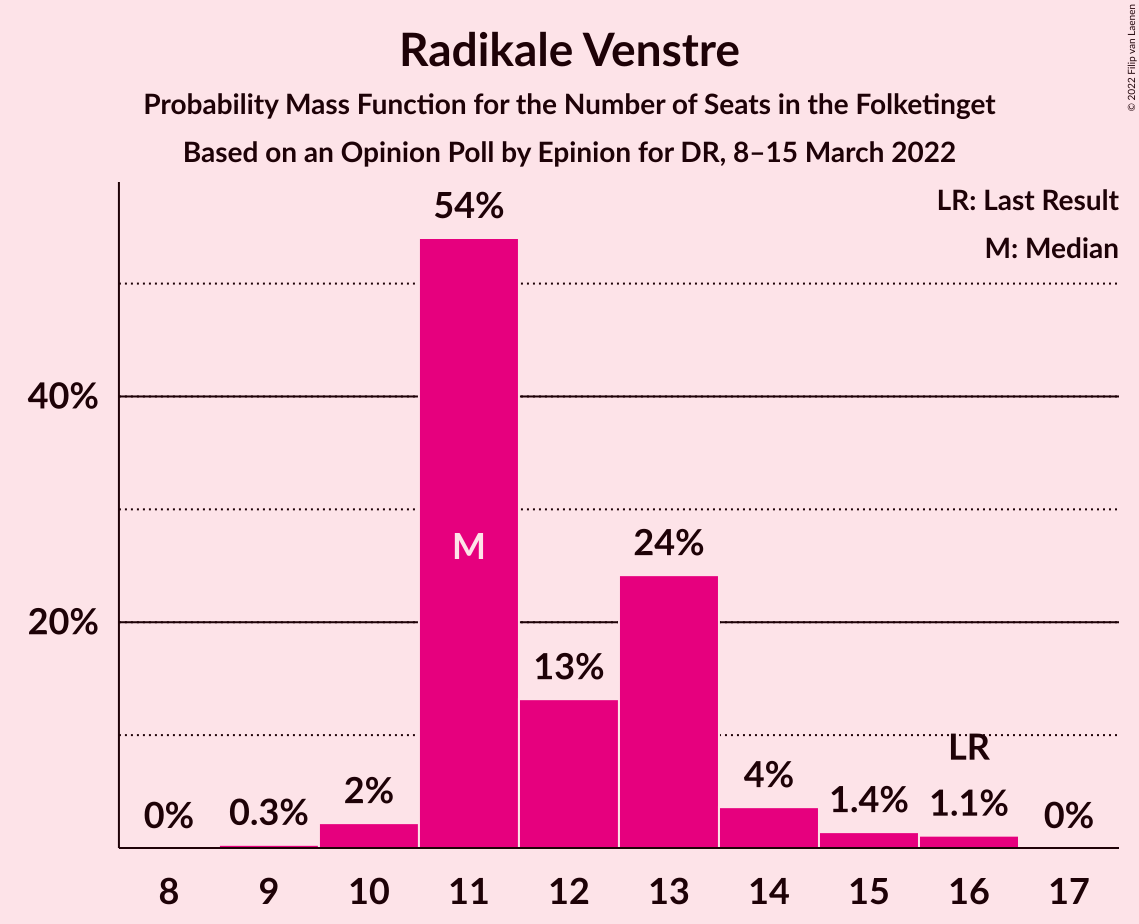 Radikale Venstre
Probability Mass Function for the Number of Seats in the Folketinget
Based on an Opinion Poll by Epinion for DR, 8–15 March 2022
© 2022 Filip van Laenen
LR: Last Result
M: Median
40%
20%
0%
0.3%
2%
54%
M
13%
24%
4%
1.4%
LR
1.1%
0%
8 9 10 11 12 13 14 15 16 17